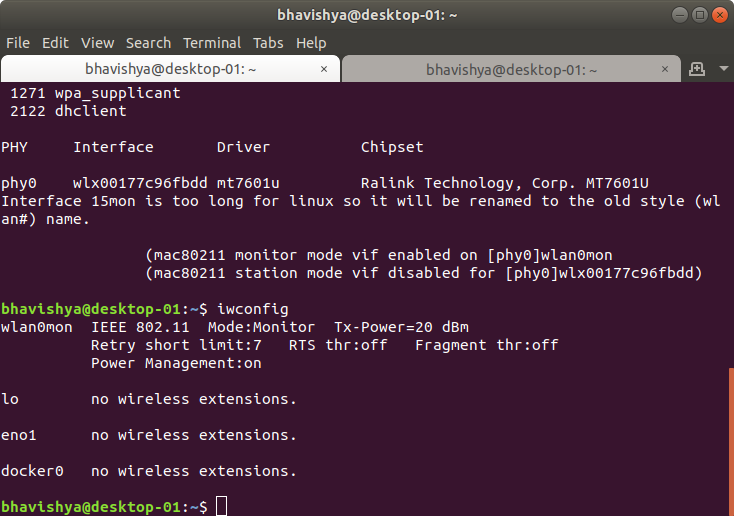 bhavishya@desktop-01: ~
File Edit View Search Terminal Tabs Help
bhavishya@desktop-01: ~ × bhavishya@desktop-01: ~ ×
1271 wpa_supplicant
2122 dhclient
PHY Interface Driver Chipset
phy0 wlx00177c96fbdd mt7601u Ralink Technology, Corp. MT7601U
Interface 15mon is too long for linux so it will be renamed to the old style (wl
an#) name.
(mac80211 monitor mode vif enabled on [phy0]wlan0mon
(mac80211 station mode vif disabled for [phy0]wlx00177c96fbdd)
bhavishya@desktop-01:~$ iwconfig
wlan0mon IEEE 802.11 Mode:Monitor Tx-Power=20 dBm
Retry short limit:7 RTS thr:off Fragment thr:off
Power Management:on
lo no wireless extensions.
eno1 no wireless extensions.
docker0 no wireless extensions.
bhavishya@desktop-01:~$